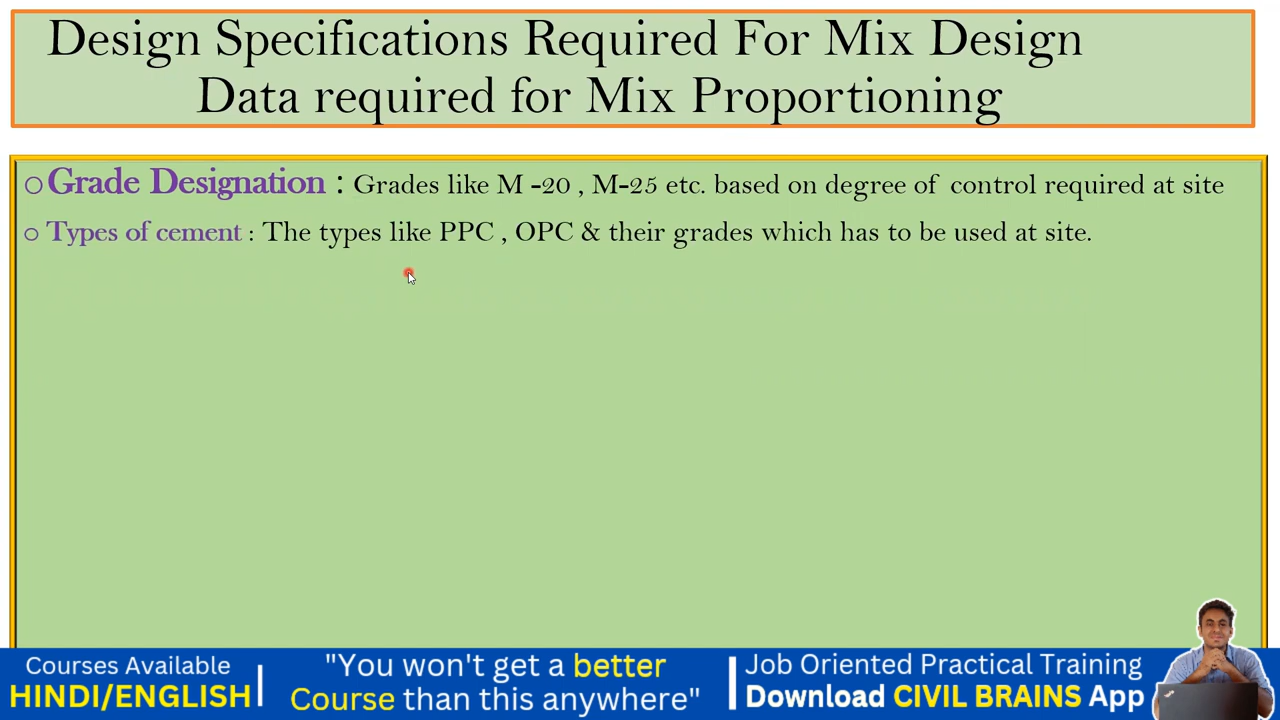 Design Specifications Required For Mix Design
Data required for Mix Proportioning
Grade Designation : Grades like M -20 , M-25 etc. based on degree of control required at site
Types of cement : The types like PPC , OPC & their grades which has to be used at site.
Courses Available
HINDI/ENGLISH
"You won't get a better
Course than this anywhere"
Job Oriented Practical Training
Download CIVIL BRAINS App